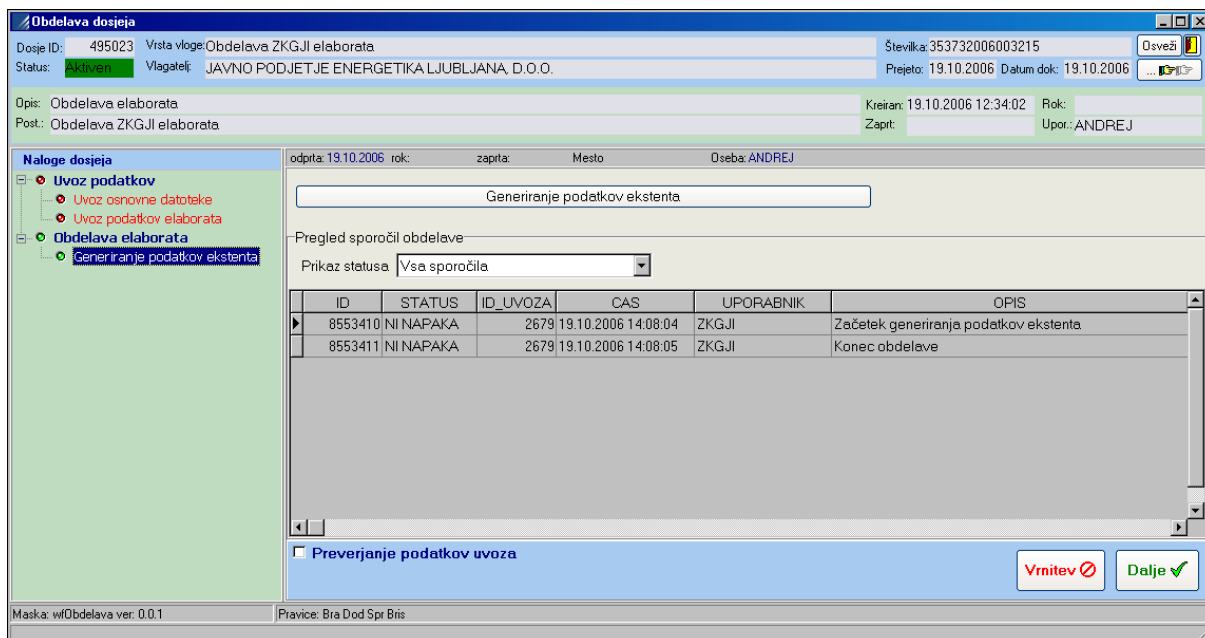 Obdelava dosjeja
Dosje ID: 495023 Vrsta vloge: Obdelava ZKGJI elaborata Številka: 353732006003215 Osveži
Status: Aktiven Vlagatelj: JAVNO PODJETJE ENERGETIKA LJUBLJANA, D.O.O. Prejeto: 19.10.2006 Datum dok: 19.10.2006 ...
Opis: Obdelava elaborata Kreiran: 19.10.2006 12:34:02 Rok:
Post.: Obdelava ZKGJI elaborata Zaprt: Upor.: ANDREJ
Naloge dosjeja
Uvoz podatkov
Uvoz osnovne datoteke
Uvoz podatkov elaborata
Obdelava elaborata
Generiranje podatkov ekstenta
odprta: 19.10.2006 rok: zaprta: Mesto Oseba: ANDREJ
Generiranje podatkov ekstenta
Pregled sporočil obdelave
Prikaz statusa Vsa sporočila
ID STATUS ID_UVOZA CAS UPORABNIK OPIS
8553410 NI NAPAKA 2679 19.10.2006 14:08:04 ZKGJI Začetek generiranja podatkov ekstenta
8553411 NI NAPAKA 2679 19.10.2006 14:08:05 ZKGJI Konec obdelave
Preverjanje podatkov uvoza
Vrnitev Dalje
Maska: wfObdelava ver: 0.0.1 Pravice: Bra Dod Spr Bris